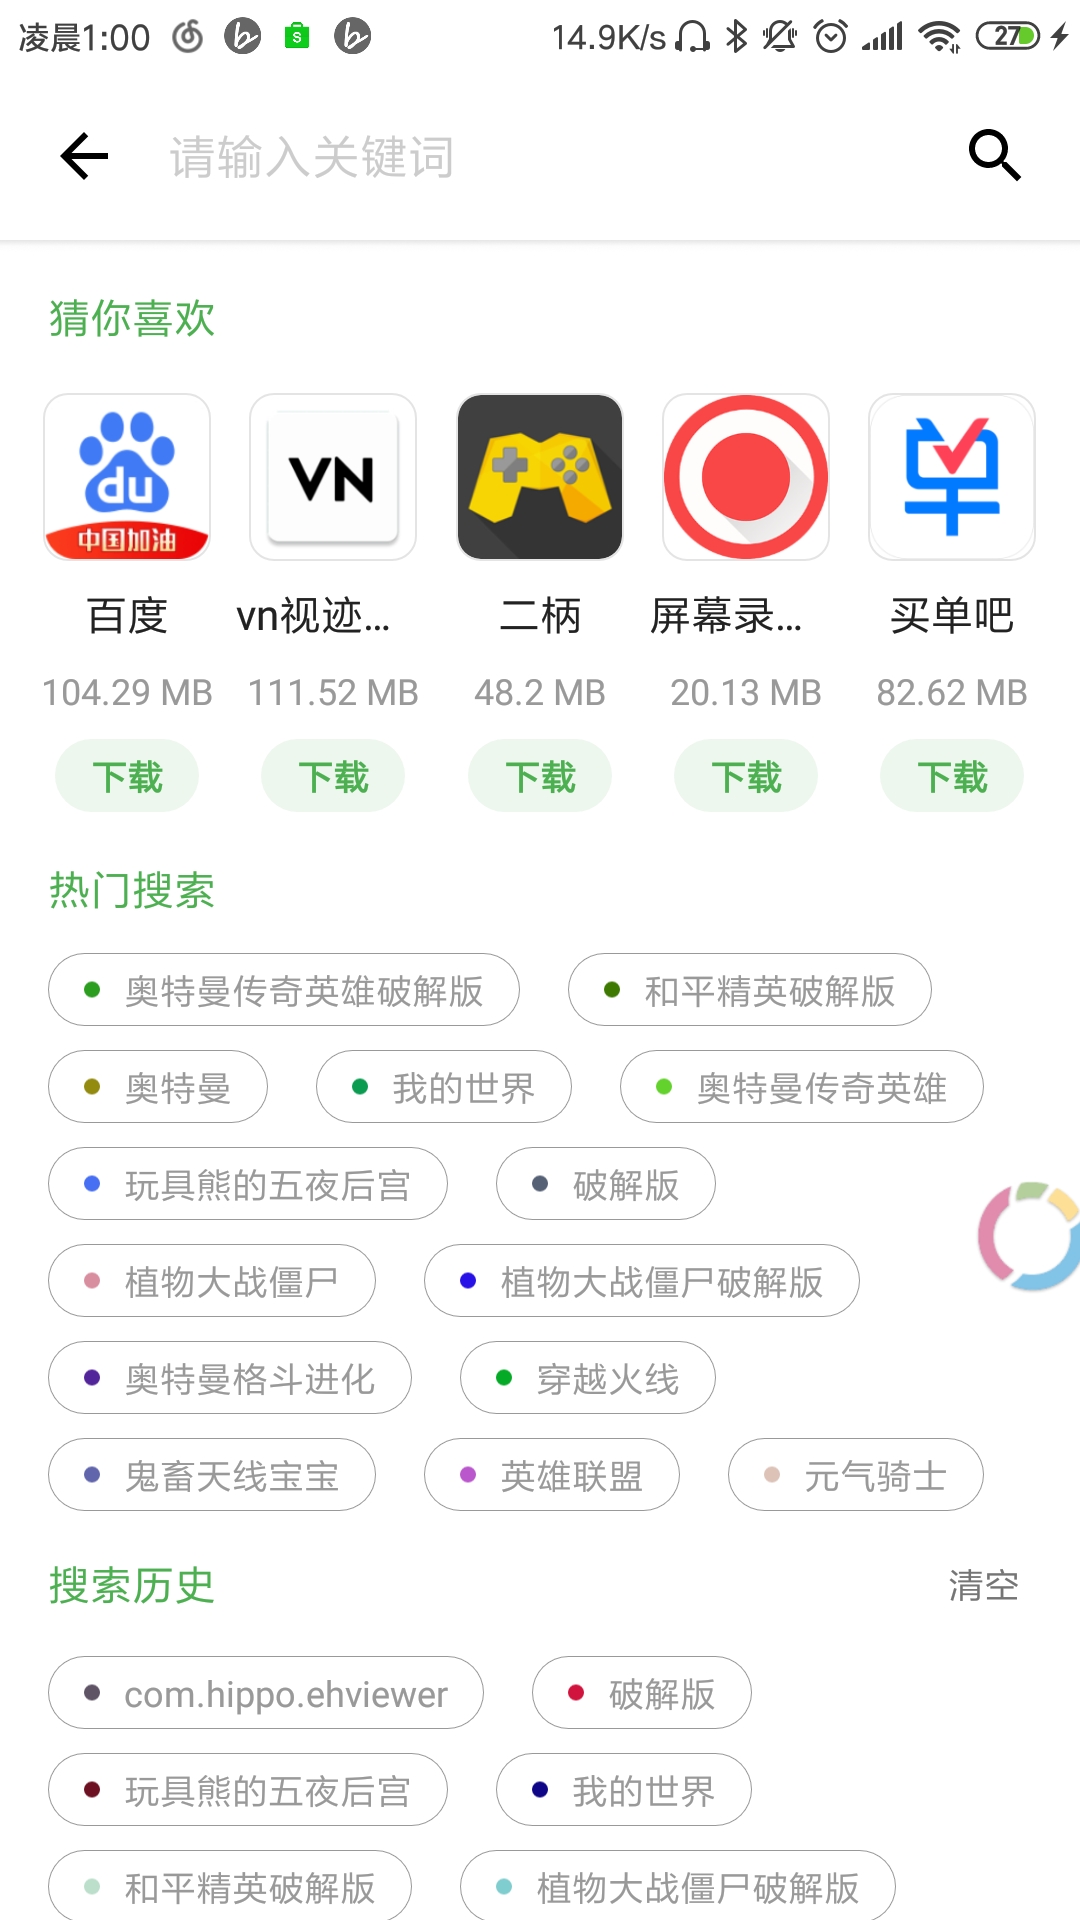 凌晨1:00 14.9K/s 27
请输入关键词
猜你喜欢
du 中国加油 VN 单
百度 vn视迹... 二柄 屏幕录... 买单吧
104.29 MB 111.52 MB 48.2 MB 20.13 MB 82.62 MB
下载 下载 下载 下载 下载
热门搜索
奥特曼传奇英雄破解版 和平精英破解版
奥特曼 我的世界 奥特曼传奇英雄
玩具熊的五夜后宫 破解版
植物大战僵尸 植物大战僵尸破解版
奥特曼格斗进化 穿越火线
鬼畜天线宝宝 英雄联盟 元气骑士
搜索历史 清空
com.hippo.ehviewer 破解版
玩具熊的五夜后宫 我的世界
和平精英破解版 植物大战僵尸破解版